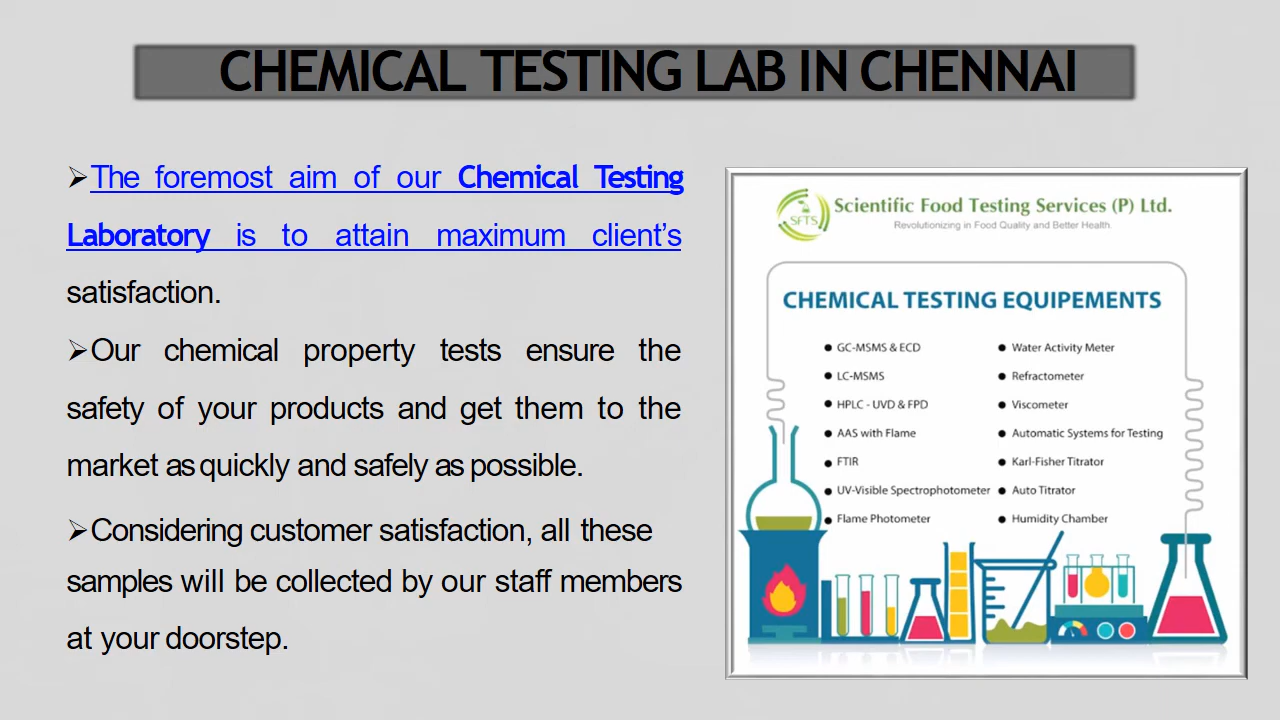 CHEMICAL TESTING LAB IN CHENNAI
➢The foremost aim of our Chemical Testing
Laboratory is to attain maximum client’s
satisfaction.
➢Our chemical property tests ensure the
safety of your products and get them to the
market as quickly and safely as possible.
➢Considering customer satisfaction, all these
samples will be collected by our staff members
at your doorstep.
SFTS
Scientific Food Testing Services (P) Ltd.
Revolutionizing in Food Quality and Better Health.
CHEMICAL TESTING EQUIPEMENTS
● GC-MSMS & ECD
● LC-MSMS
● HPLC - UVD & FPD
● AAS with Flame
● FTIR
● UV-Visible Spectrophotometer
● Flame Photometer
● Water Activity Meter
● Refractometer
● Viscometer
● Automatic Systems for Testing
● Karl-Fisher Titrator
● Auto Titrator
● Humidity Chamber